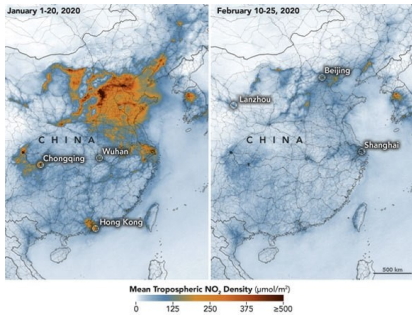 January 1-20, 2020
February 10-25, 2020
Beijing
Lanzhou
CHINA
CHINA
Shanghai
Wuhan
Chongqing
Hong Kong
500 km
Mean Tropospheric NO₂ Density (μmol/m²)
0 125 250 375 ≥500